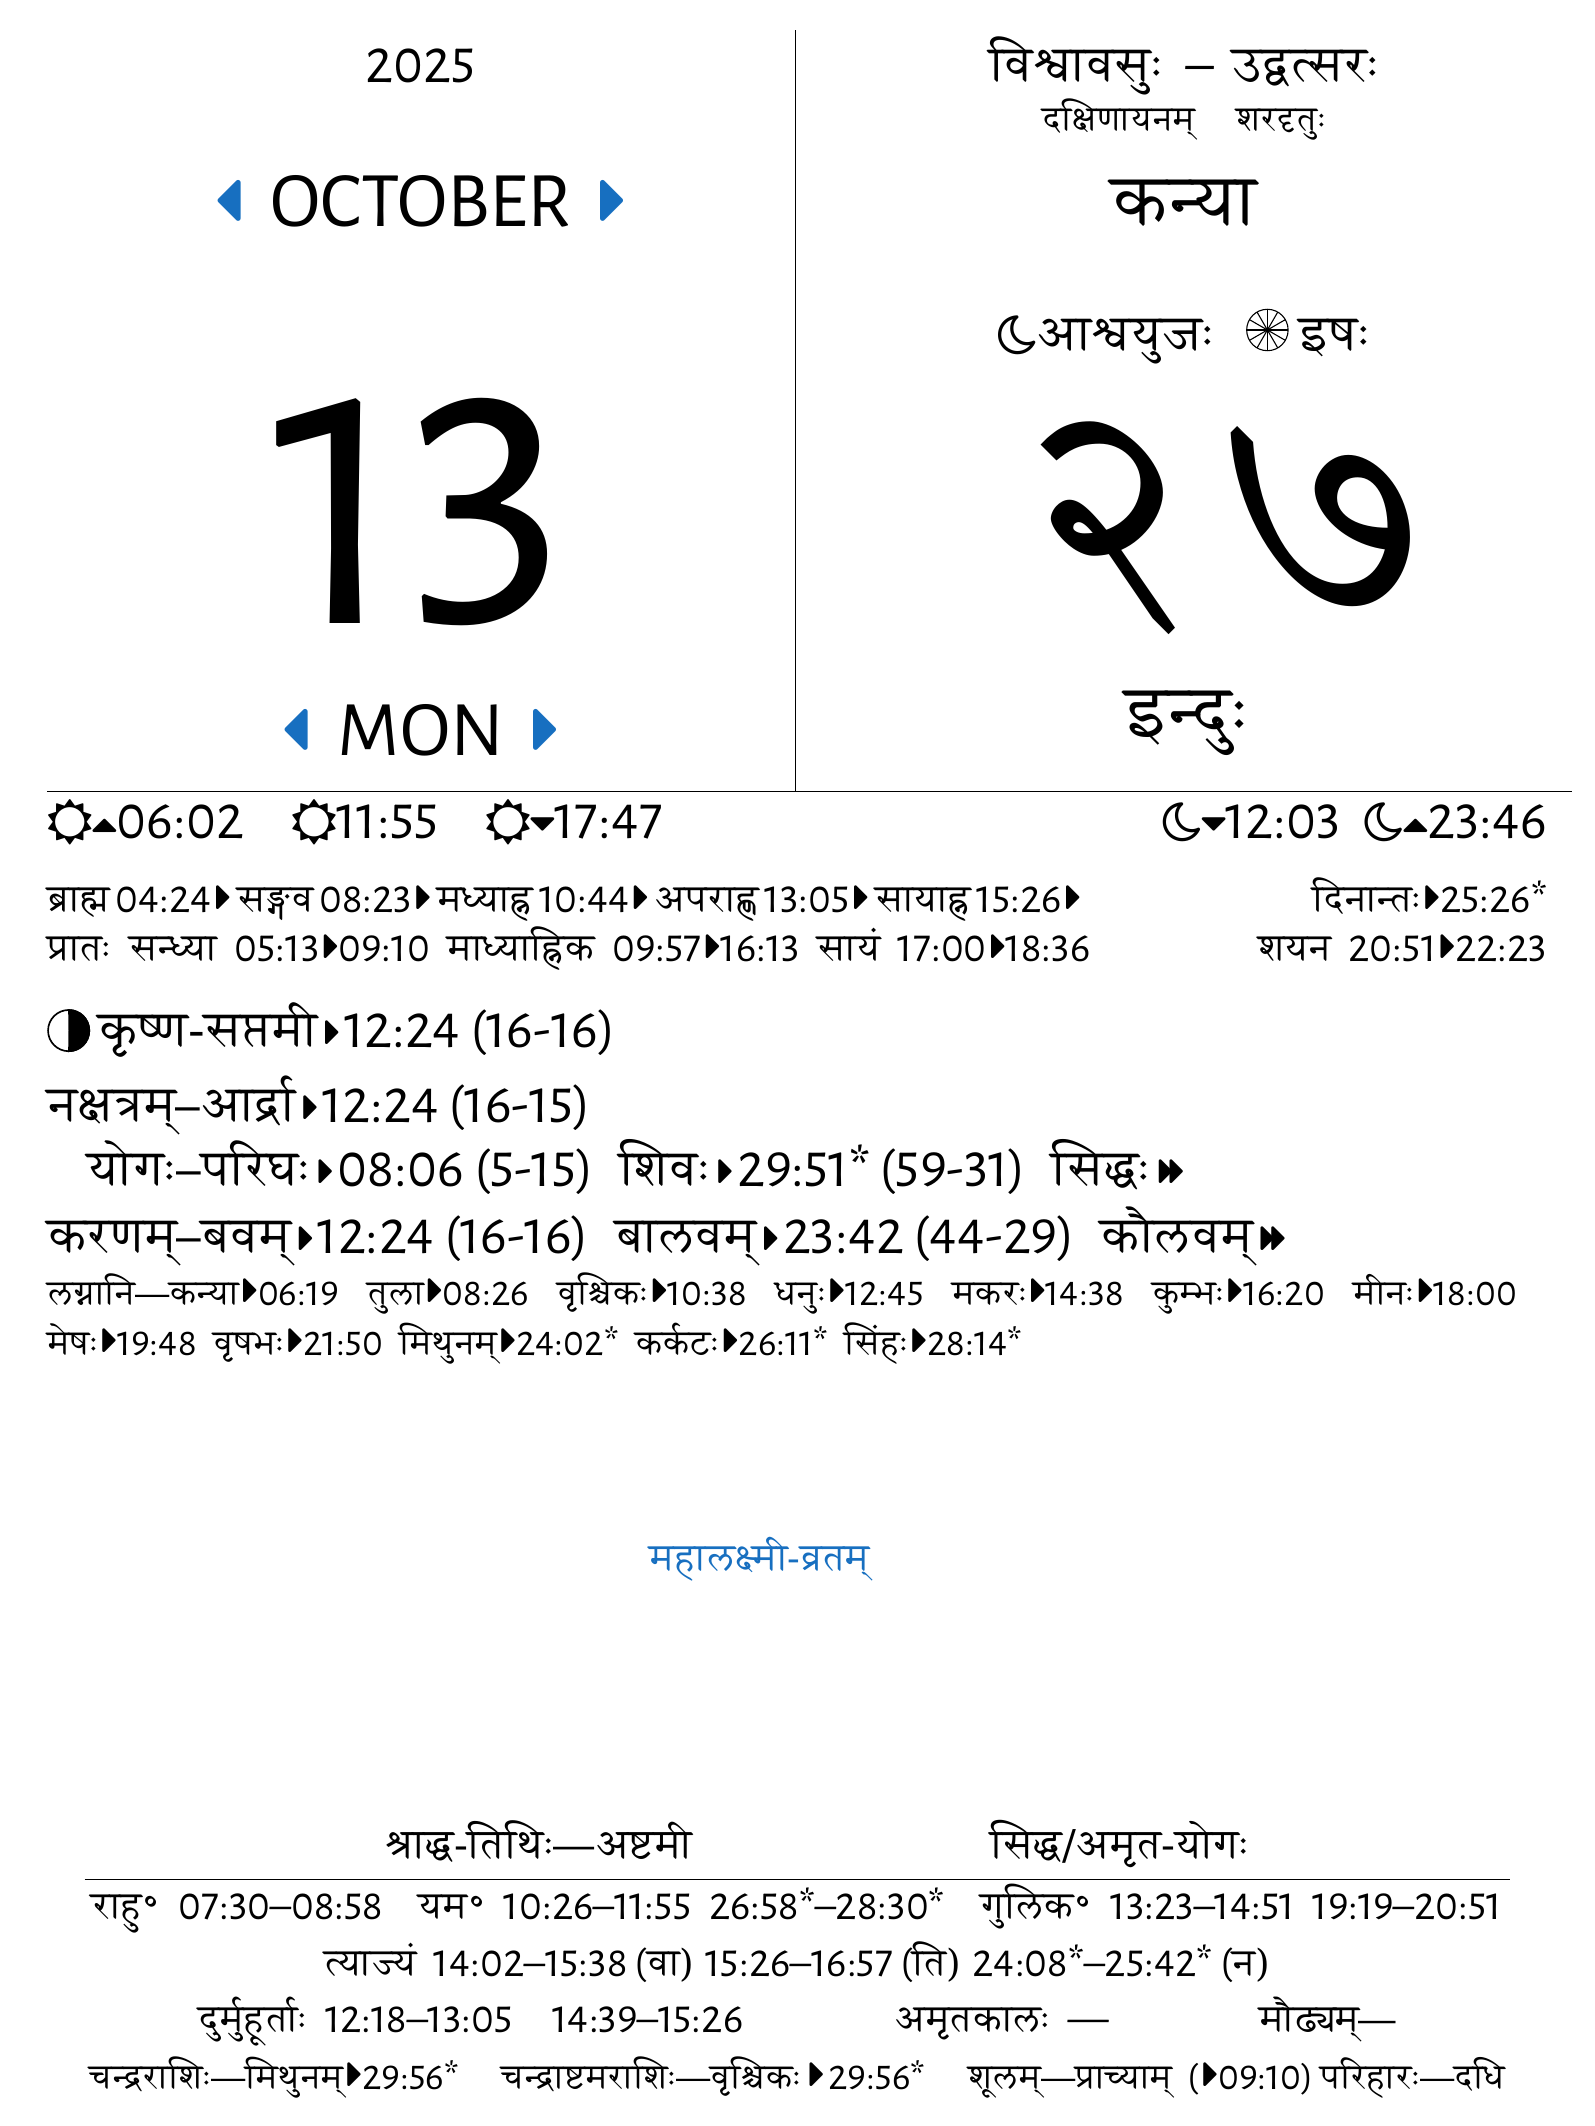 2025
OCTOBER
13
MON
विश्वावसुः – उद्वत्सरः
दक्षिणायनम् शरदृतुः
कन्या
आश्वयुजः इषः
२७
इन्दुः
06:02 11:55 17:47 12:03 23:46
ब्राह्म 04:24 सङ्गव 08:23 मध्याह्न 10:44 अपराह्ण 13:05 सायाह्न 15:26 दिनान्तः 25:26*
प्रातः सन्ध्या 05:13 09:10 माध्याह्निक 09:57 16:13 सायं 17:00 18:36 शयन 20:51 22:23
कृष्ण-सप्तमी 12:24 (16-16)
नक्षत्रम्–आर्द्रा 12:24 (16-15)
योगः–परिघः 08:06 (5-15) शिवः 29:51* (59-31) सिद्धः
करणम्–बवम् 12:24 (16-16) बालवम् 23:42 (44-29) कौलवम्
लग्नानि—कन्या 06:19 तुला 08:26 वृश्चिकः 10:38 धनुः 12:45 मकरः 14:38 कुम्भः 16:20 मीनः 18:00
मेषः 19:48 वृषभः 21:50 मिथुनम् 24:02* कर्कटः 26:11* सिंहः 28:14*
महालक्ष्मी-व्रतम्
श्राद्ध-तिथिः—अष्टमी सिद्ध/अमृत-योगः
राहु॰ 07:30–08:58 यम॰ 10:26–11:55 26:58*–28:30* गुलिक॰ 13:23–14:51 19:19–20:51
त्याज्यं 14:02–15:38 (वा) 15:26–16:57 (ति) 24:08*–25:42* (न)
दुर्मुहूर्ताः 12:18–13:05 14:39–15:26 अमृतकालः — मौढ्यम्—
चन्द्रराशिः—मिथुनम् 29:56* चन्द्राष्टमराशिः—वृश्चिकः 29:56* शूलम्—प्राच्याम् (09:10) परिहारः—दधि